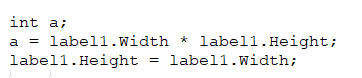 int a;
a = label1.Width * label1.Height;
label1.Height = label1.Width;